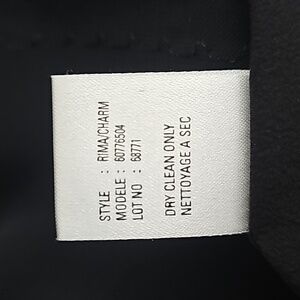 STYLE : RIMA/CHARM
MODELE : 60776504
LOT NO : 68771
DRY CLEAN ONLY
NETTOYAGE A SEC